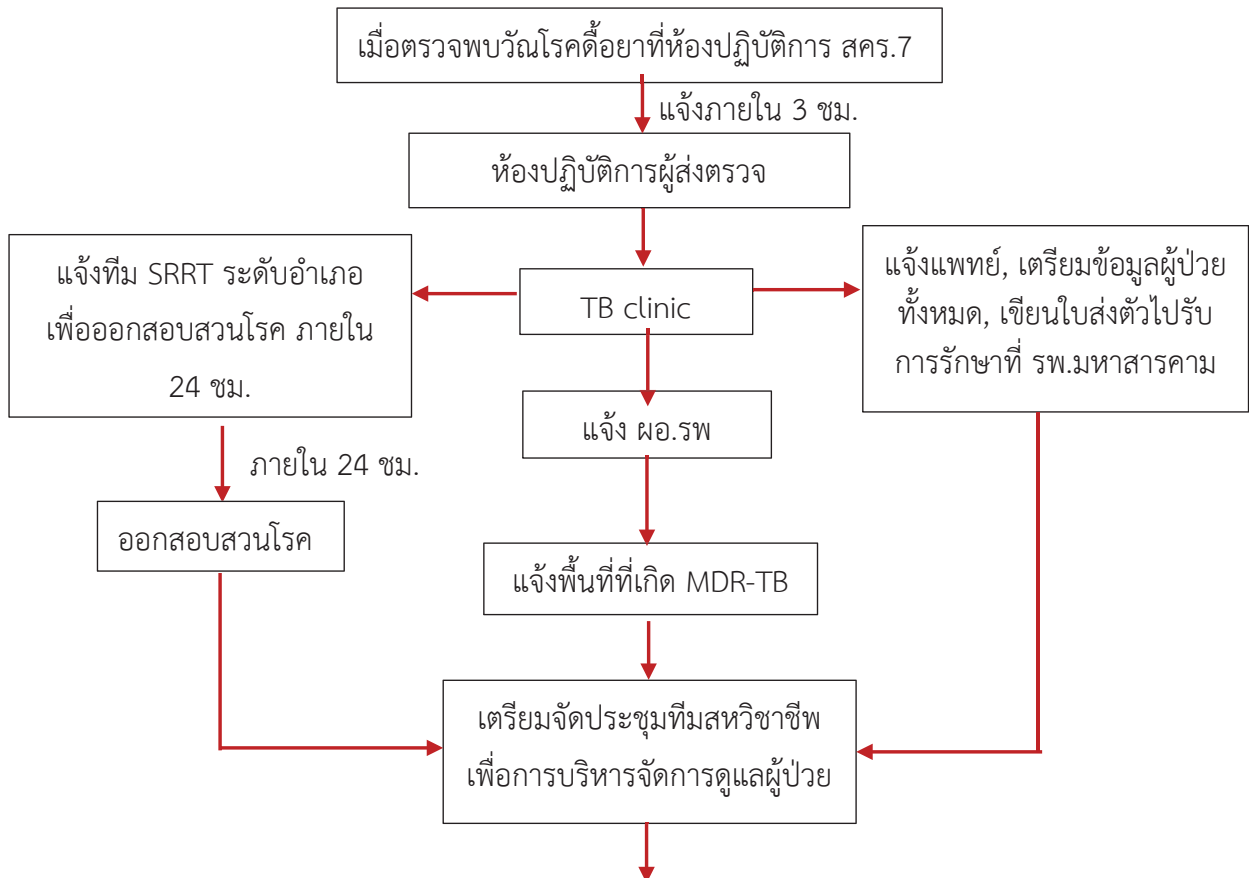 เมื่อตรวจพบวัณโรคดื้อยาที่ห้องปฏิบัติการ สคร.7
แจ้งภายใน 3 ชม.
ห้องปฏิบัติการผู้ส่งตรวจ
แจ้งทีม SRRT ระดับอำเภอ
เพื่อออกสอบสวนโรค ภายใน
24 ชม.
TB clinic
แจ้งแพทย์, เตรียมข้อมูลผู้ป่วย
ทั้งหมด, เขียนใบส่งตัวไปรับ
การรักษาที่ รพ.มหาสารคาม
แจ้ง ผอ.รพ
ภายใน 24 ชม.
ออกสอบสวนโรค
แจ้งพื้นที่ที่เกิด MDR-TB
เตรียมจัดประชุมทีมสหวิชาชีพ
เพื่อการบริหารจัดการดูแลผู้ป่วย